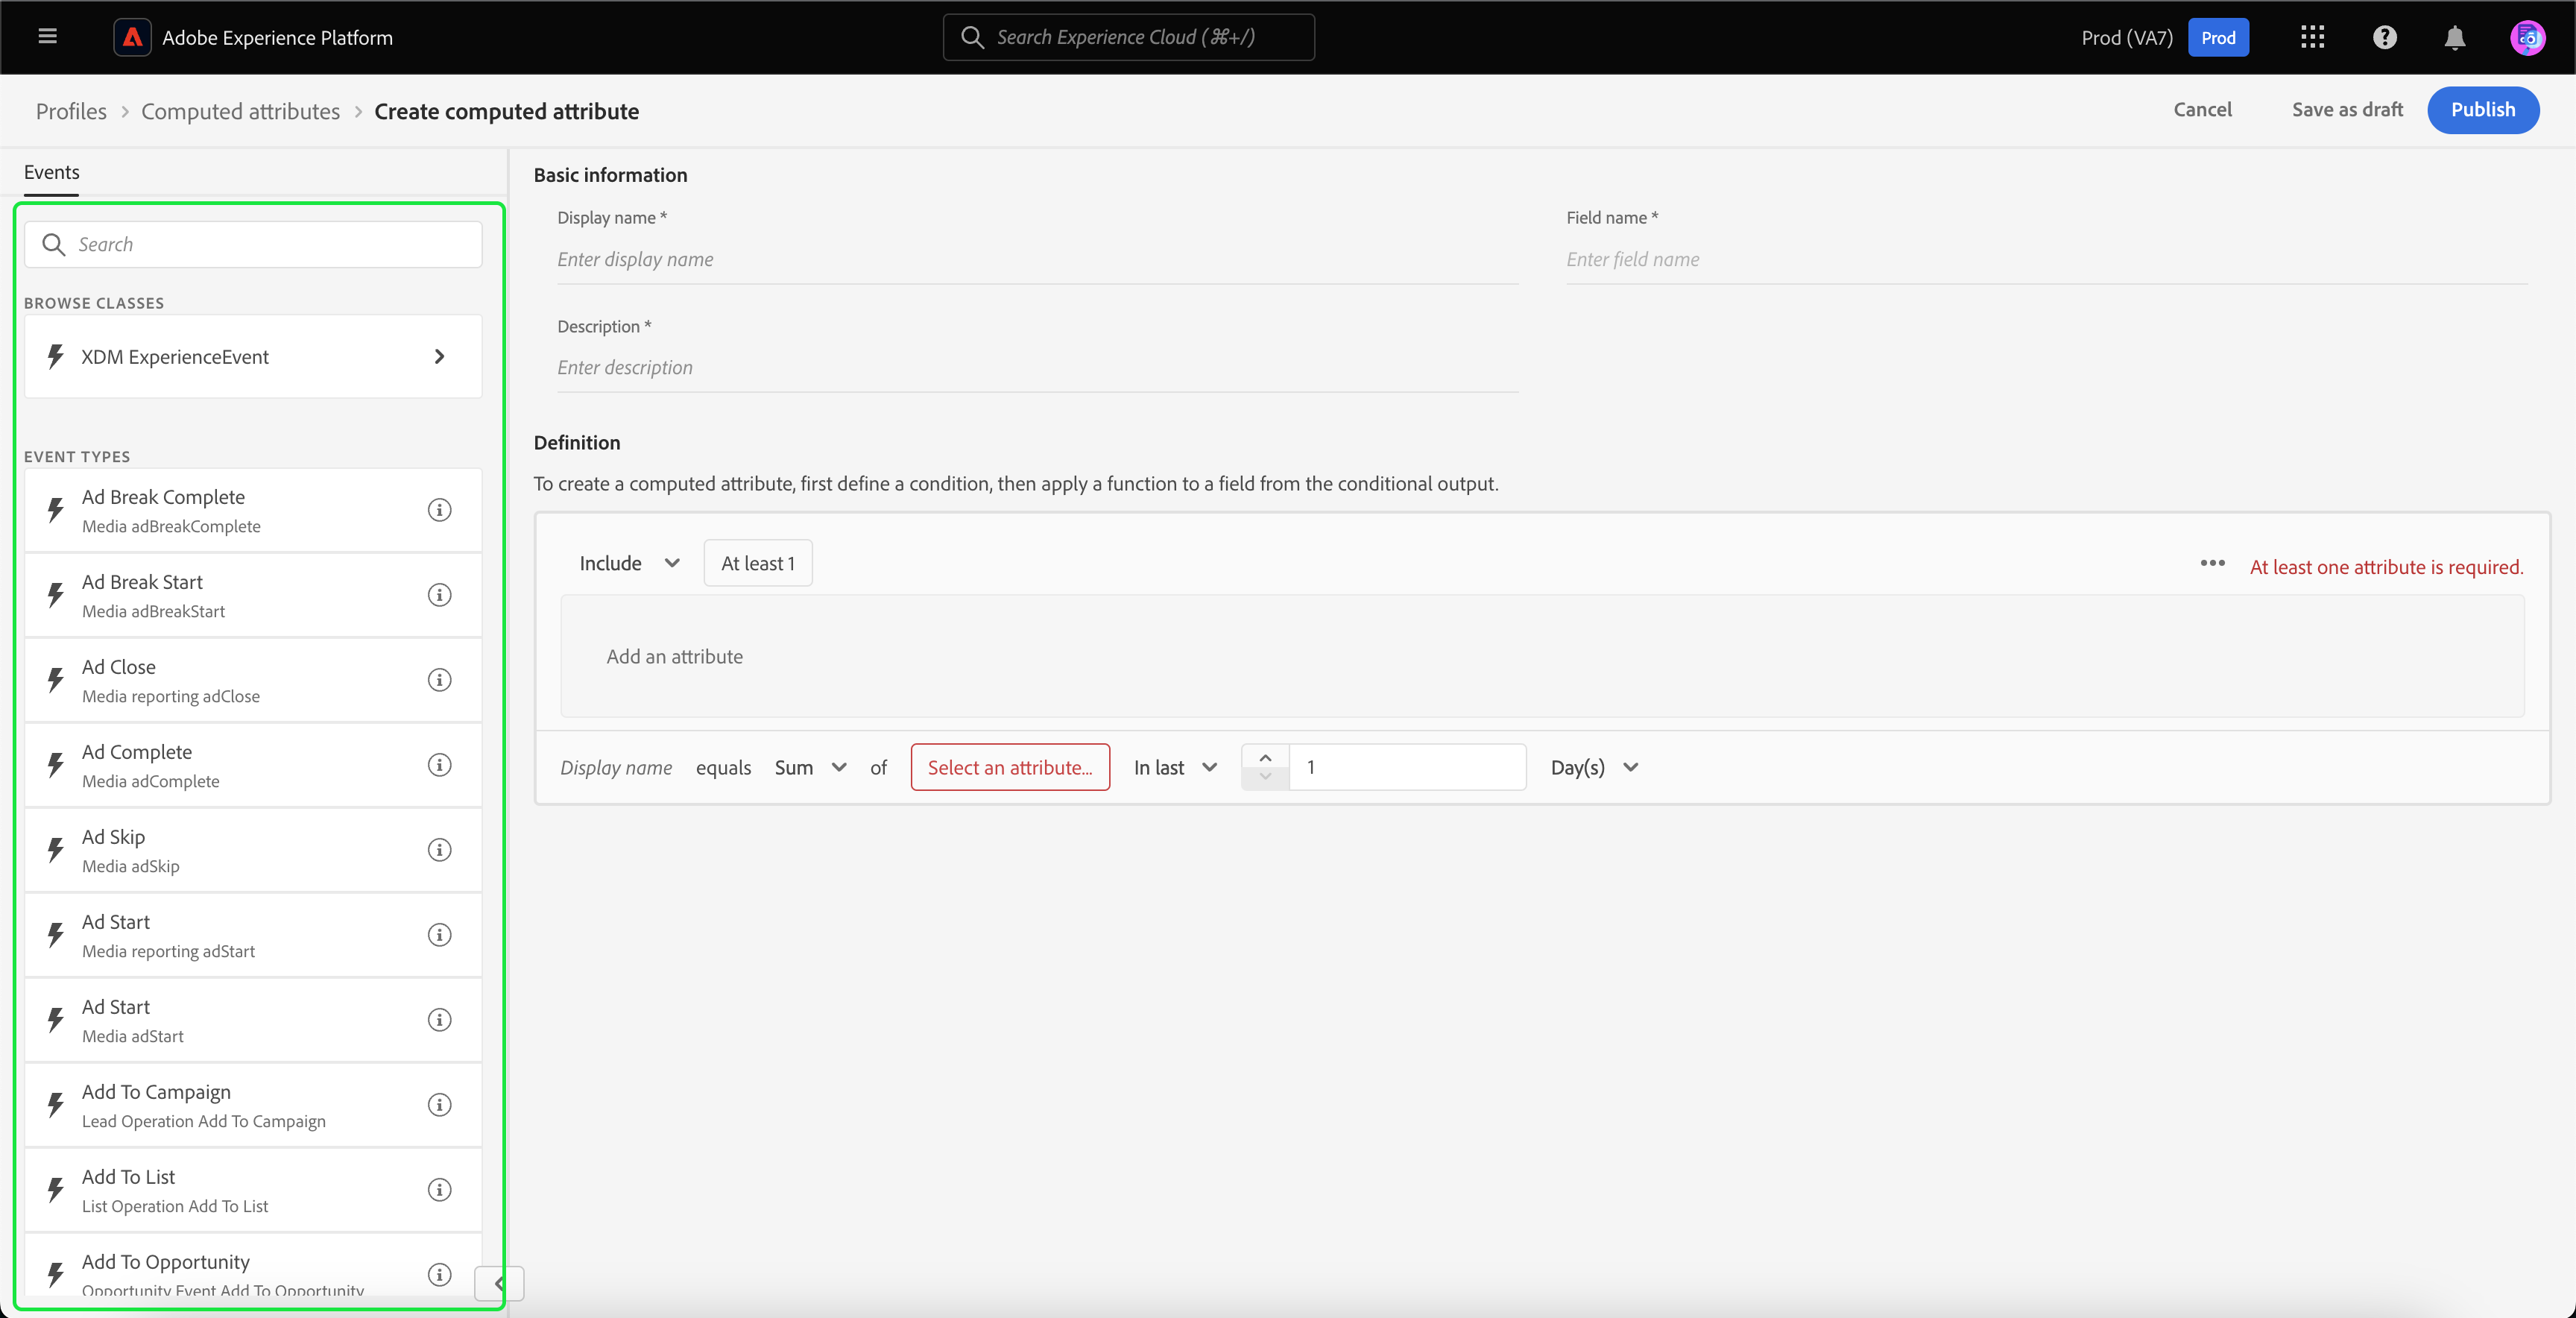 Adobe Experience Platform
Search Experience Cloud (⌘+/)
Prod (VA7)
Prod
Profiles > Computed attributes > Create computed attribute
Cancel
Save as draft
Publish
Events
Search
BROWSE CLASSES
XDM ExperienceEvent
EVENT TYPES
Ad Break Complete
Media adBreakComplete
Ad Break Start
Media adBreakStart
Ad Close
Media reporting adClose
Ad Complete
Media adComplete
Ad Skip
Media adSkip
Ad Start
Media reporting adStart
Ad Start
Media adStart
Add To Campaign
Lead Operation Add To Campaign
Add To List
List Operation Add To List
Add To Opportunity
Opportunity Event Add To Opportunity
Basic information
Display name *
Enter display name
Field name *
Enter field name
Description *
Enter description
Definition
To create a computed attribute, first define a condition, then apply a function to a field from the conditional output.
Include
At least 1
At least one attribute is required.
Add an attribute
Display name equals Sum of Select an attribute... In last 1 Day(s)